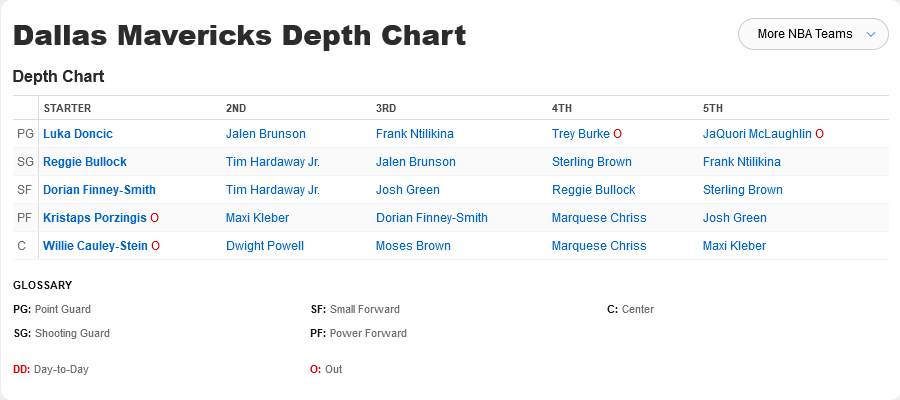 Dallas Mavericks Depth Chart
More NBA Teams
Depth Chart
STARTER 2ND 3RD 4TH 5TH
PG Luka Doncic Jalen Brunson Frank Ntilikina Trey Burke O JaQuori McLaughlin O
SG Reggie Bullock Tim Hardaway Jr. Jalen Brunson Sterling Brown Frank Ntilikina
SF Dorian Finney-Smith Tim Hardaway Jr. Josh Green Reggie Bullock Sterling Brown
PF Kristaps Porzingis O Maxi Kleber Dorian Finney-Smith Marquese Chriss Josh Green
C Willie Cauley-Stein O Dwight Powell Moses Brown Marquese Chriss Maxi Kleber
GLOSSARY
PG: Point Guard SF: Small Forward C: Center
SG: Shooting Guard PF: Power Forward
DD: Day-to-Day O: Out